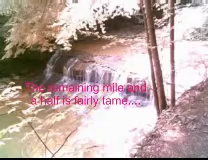 The remaining mile and
a half is fairly tame....